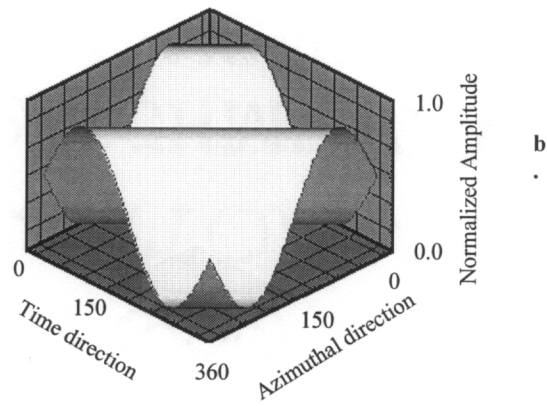 1.0
Normalized Amplitude
b
.
0.0
0
0
150
150
Time direction
Azimuthal direction
360